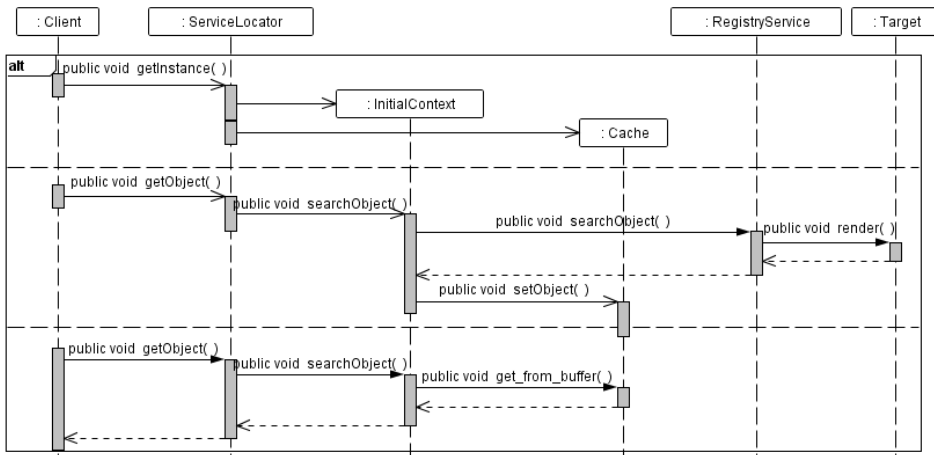 : Client
: ServiceLocator
: RegistryService
: Target
alt
public void getInstance( )
: InitialContext
: Cache
public void getObject( )
public void searchObject( )
public void searchObject( )
public void render( )
public void setObject( )
public void getObject( )
public void searchObject( )
public void get_from_buffer( )